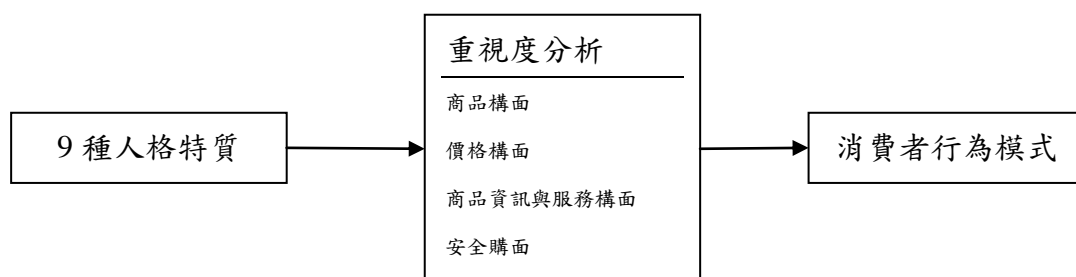 9 種人格特質
重視度分析
商品構面
價格構面
商品資訊與服務構面
安全購面
消費者行為模式